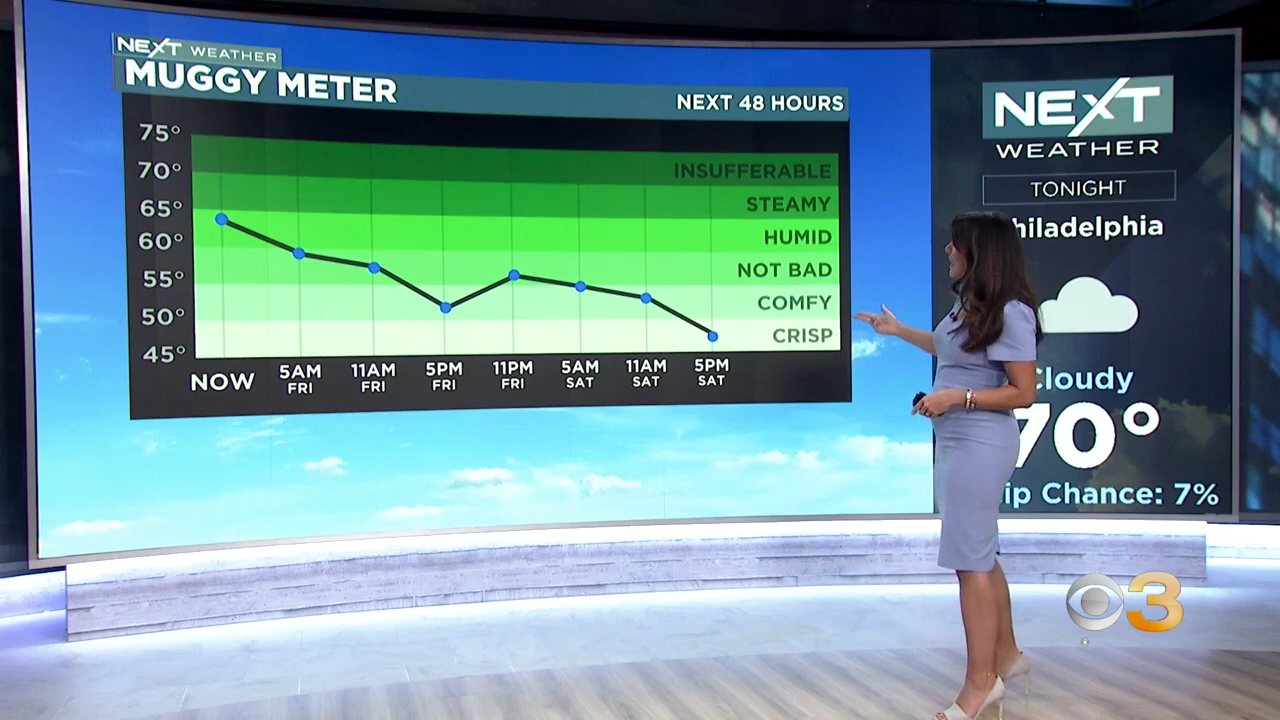 NEXT WEATHER
MUGGY METER
NEXT 48 HOURS
75°
70°
65°
60°
55°
50°
45°
INSUFFERABLE
STEAMY
HUMID
NOT BAD
COMFY
CRISP
NOW
5AM FRI
11AM FRI
5PM FRI
11PM FRI
5AM SAT
11AM SAT
5PM SAT
NEXT
WEATHER
TONIGHT
hiladelphia
Cloudy
70°
ip Chance: 7%
3